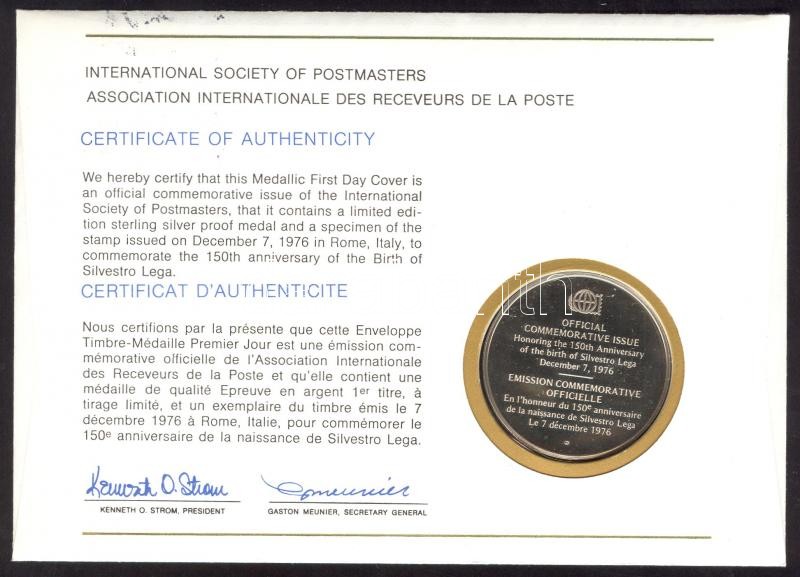 INTERNATIONAL SOCIETY OF POSTMASTERS
ASSOCIATION INTERNATIONALE DES RECEVEURS DE LA POSTE
CERTIFICATE OF AUTHENTICITY
We hereby certify that this Medallic First Day Cover is
an official commemorative issue of the International
Society of Postmasters, that it contains a limited edi-
tion sterling silver proof medal and a specimen of the
stamp issued on December 7, 1976 in Rome, Italy, to
commemorate the 150th anniversary of the Birth of
Silvestro Lega.
CERTIFICAT D'AUTHENTICITE
Nous certifions par la présente que cette Enveloppe
Timbre-Médaille Premier Jour est une émission com-
mémorative officielle de l'Association Internationale
des Receveurs de la Poste et qu'elle contient une
médaille de qualité Epreuve en argent 1er titre, à
tirage limité, et un exemplaire du timbre émis le 7
décembre 1976 à Rome, Italie, pour commémorer le
150e anniversaire de la naissance de Silvestro Lega.
Kenneth O. Strom
KENNETH O. STROM, PRESIDENT
GMeunier
GASTON MEUNIER, SECRETARY GENERAL
OFFICIAL
COMMEMORATIVE ISSUE
Honoring the 150th Anniversary
of the birth of Silvestro Lega
December 7, 1976
EMISSION COMMEMORATIVE
OFFICIELLE
En l'honneur du 150e anniversaire
de la naissance de Silvestro Lega
Le 7 décembre 1976